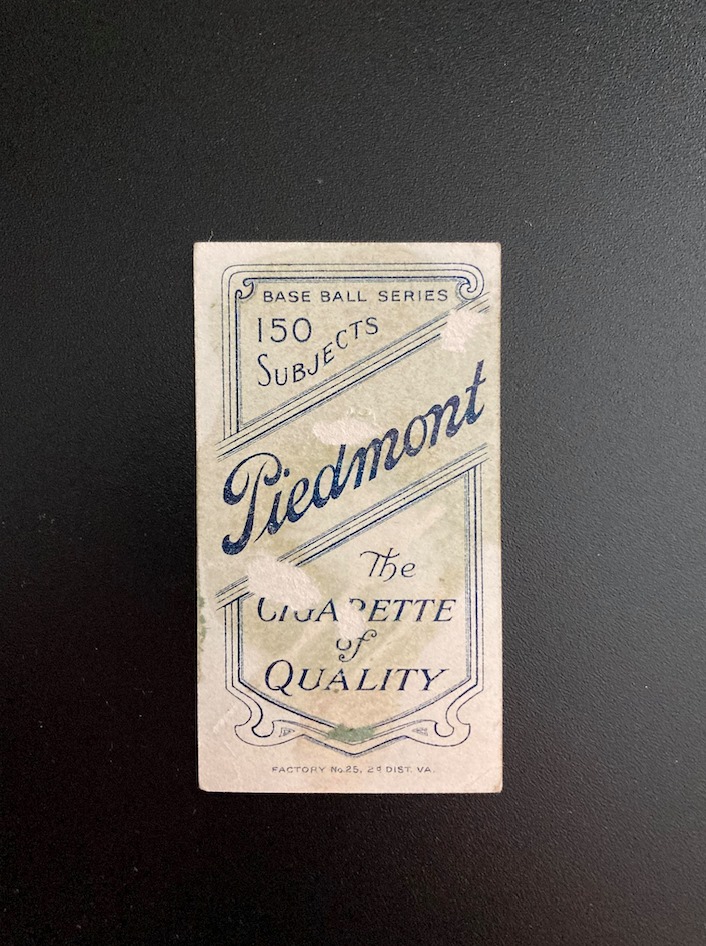 BASE BALL SERIES
150
SUBJECTS
Piedmont
The
CIGARETTE
of
QUALITY
FACTORY No. 25, 2d DIST. VA.